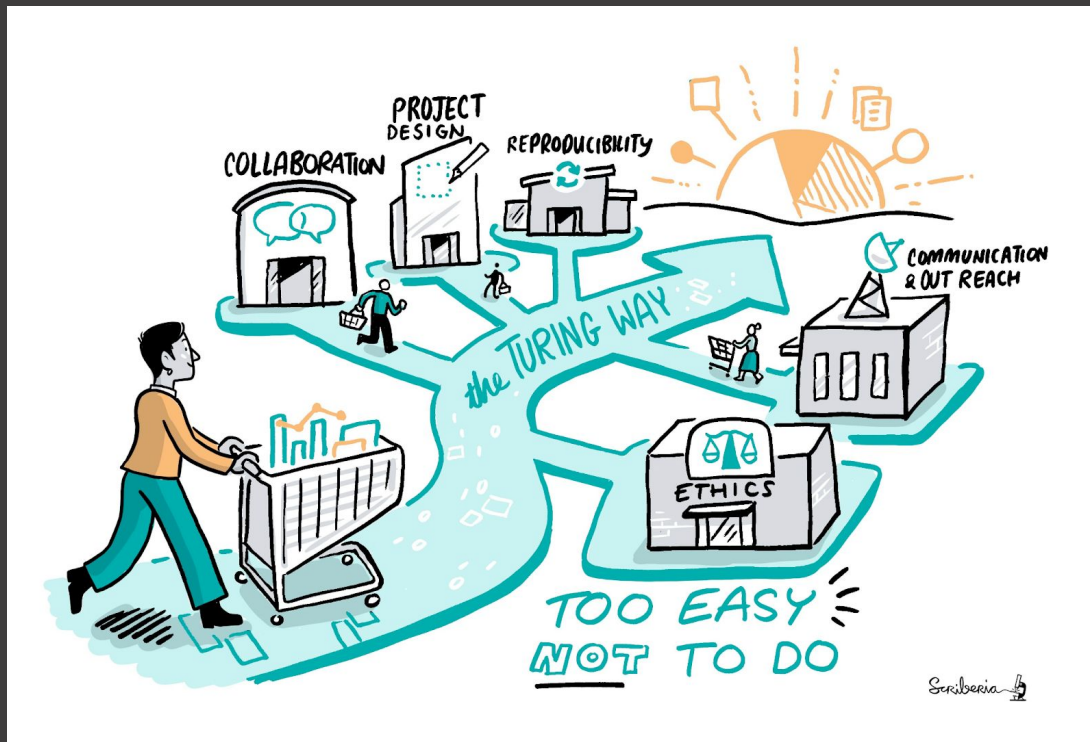 PROJECT
DESIGN
COLLABORATION
REPRODUCIBILITY
COMMUNICATION
& OUT REACH
the TURING WAY
ETHICS
TOO EASY
NOT TO DO
Scriberia